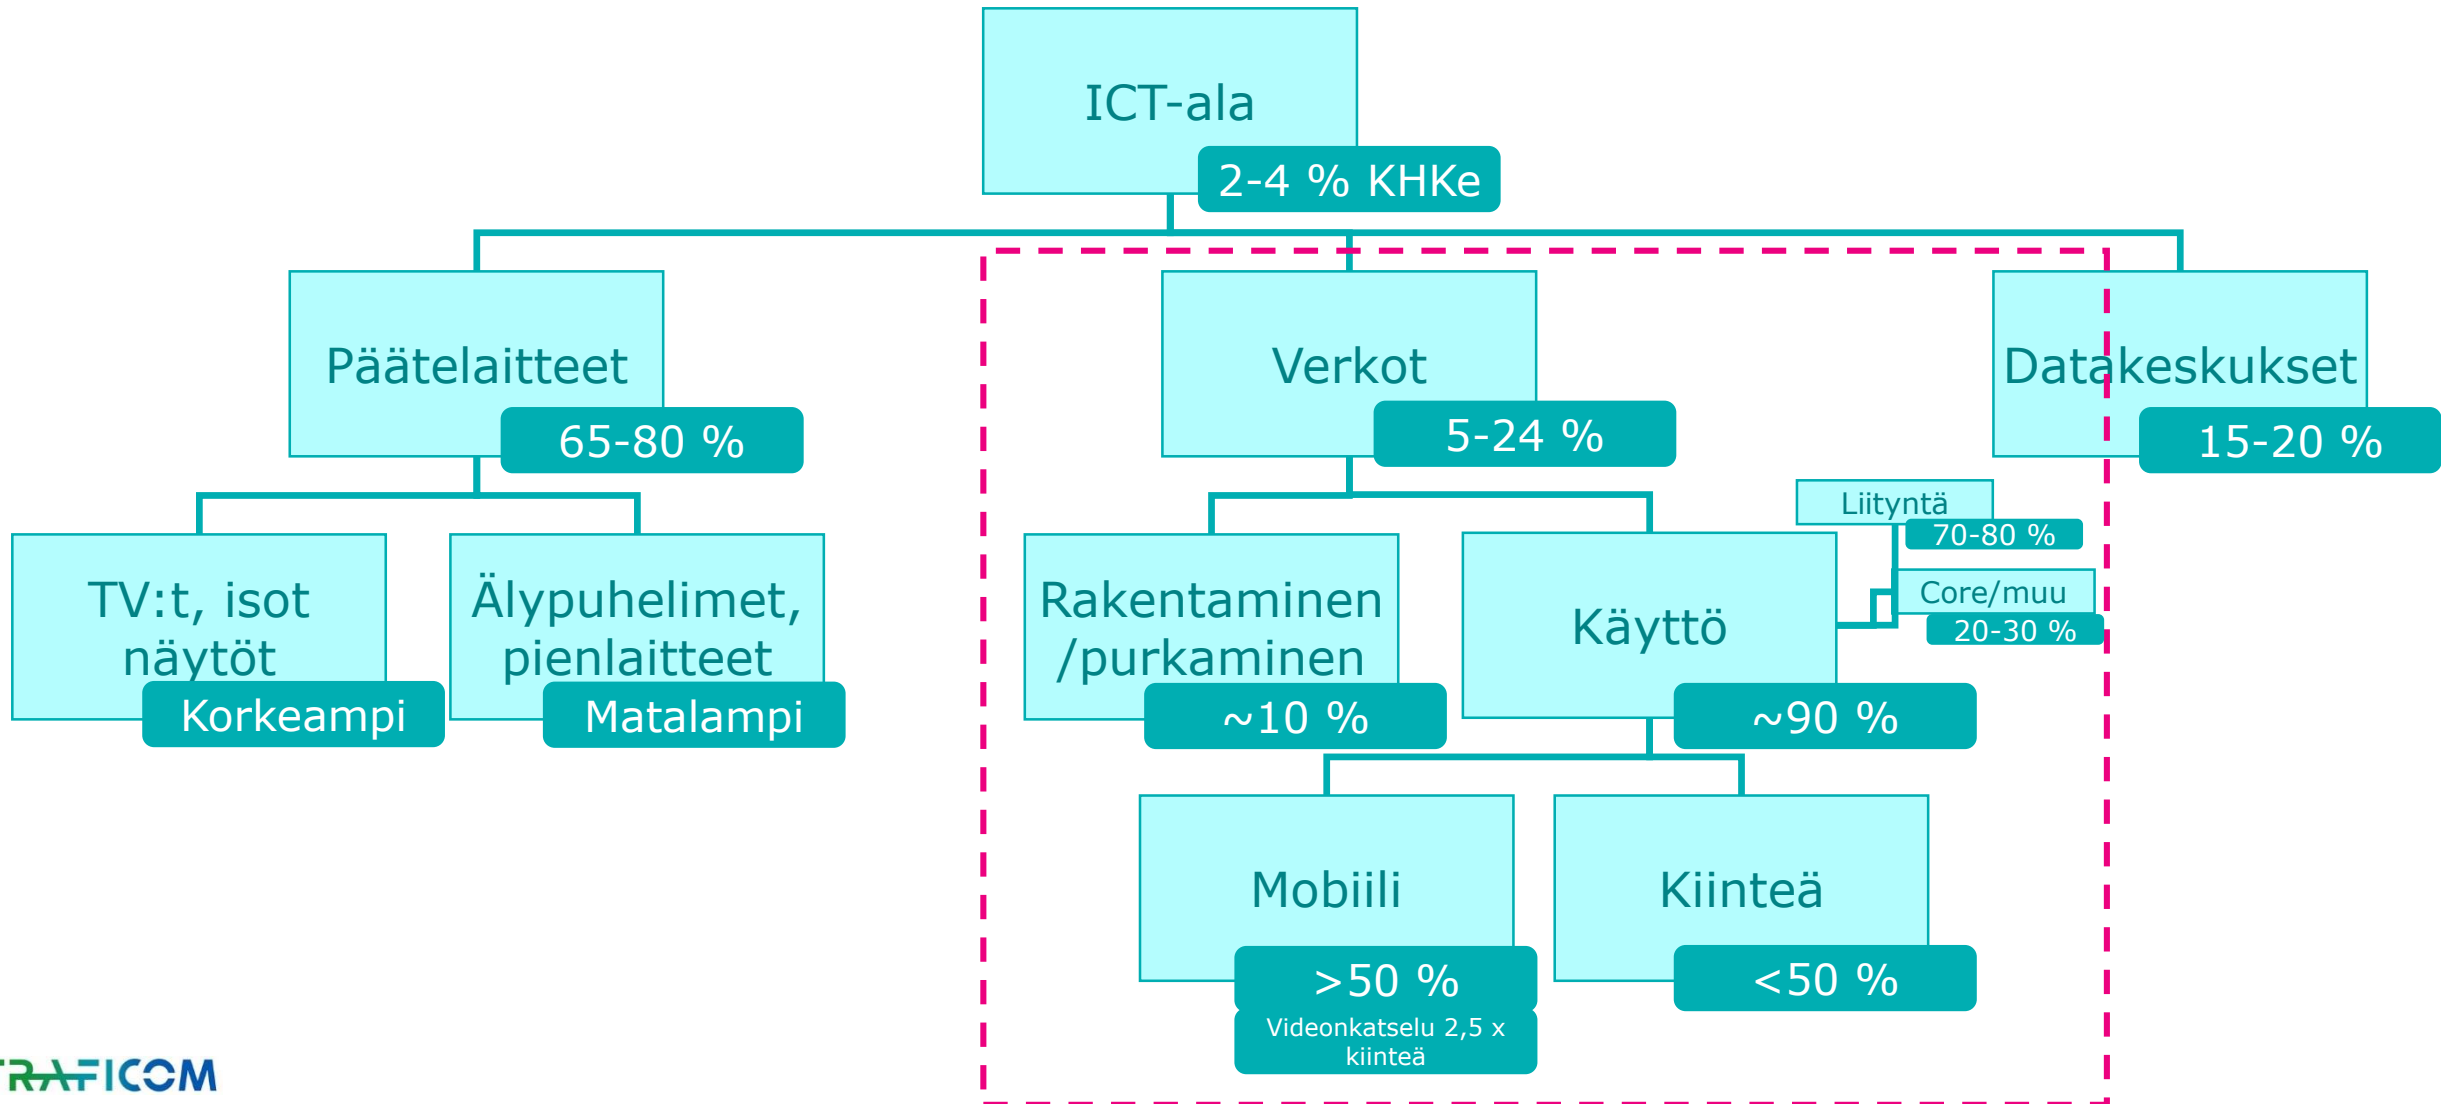 ICT-ala
2-4 % KHKe
Päätelaitteet
65-80 %
Verkot
5-24 %
Datakeskukset
15-20 %
TV:t, isot
näytöt
Korkeampi
Älypuhelimet,
pienlaitteet
Matalampi
Rakentaminen
/purkaminen
~10 %
Käyttö
~90 %
Liityntä
70-80 %
Core/muu
20-30 %
Mobiili
>50 %
Videonkatselu 2,5 x
kiinteä
Kiinteä
<50 %
TRAFICOM